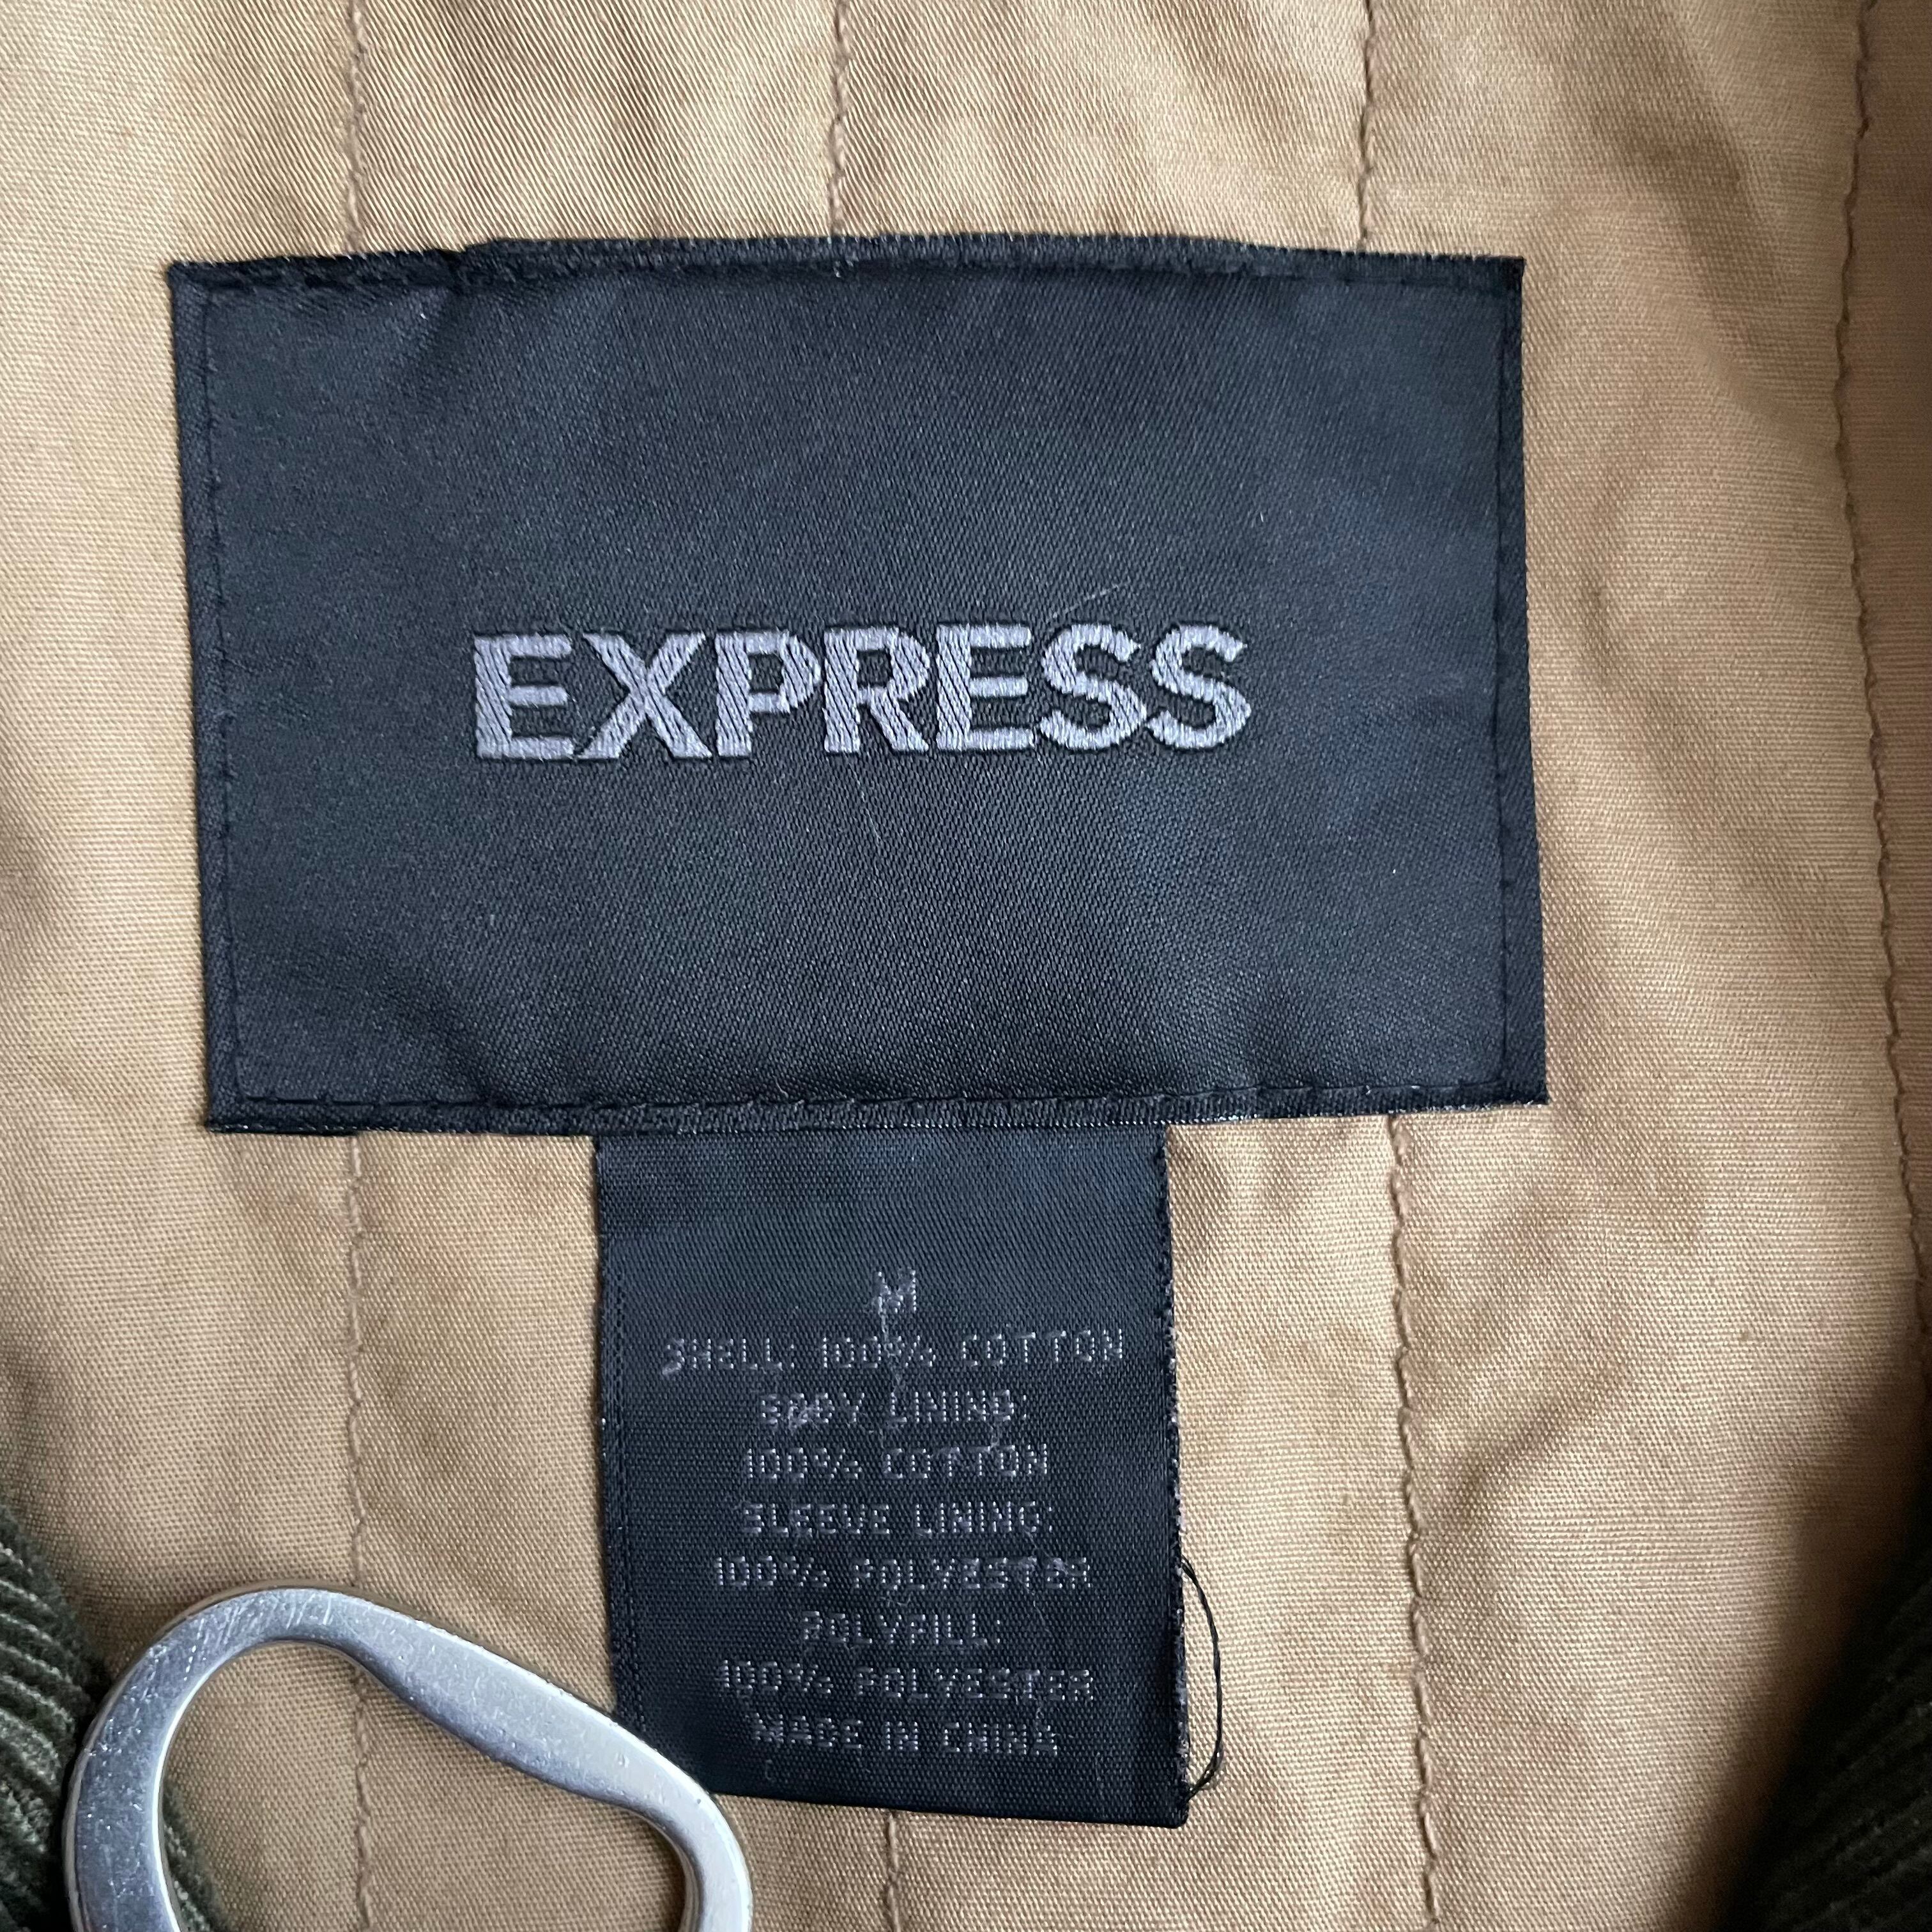 EXPRESS
M
SHELL: 100% COTTON
BODY LINING:
100% COTTON
SLEEVE LINING:
100% POLYESTER
POLYFILL:
100% POLYESTER
MADE IN CHINA